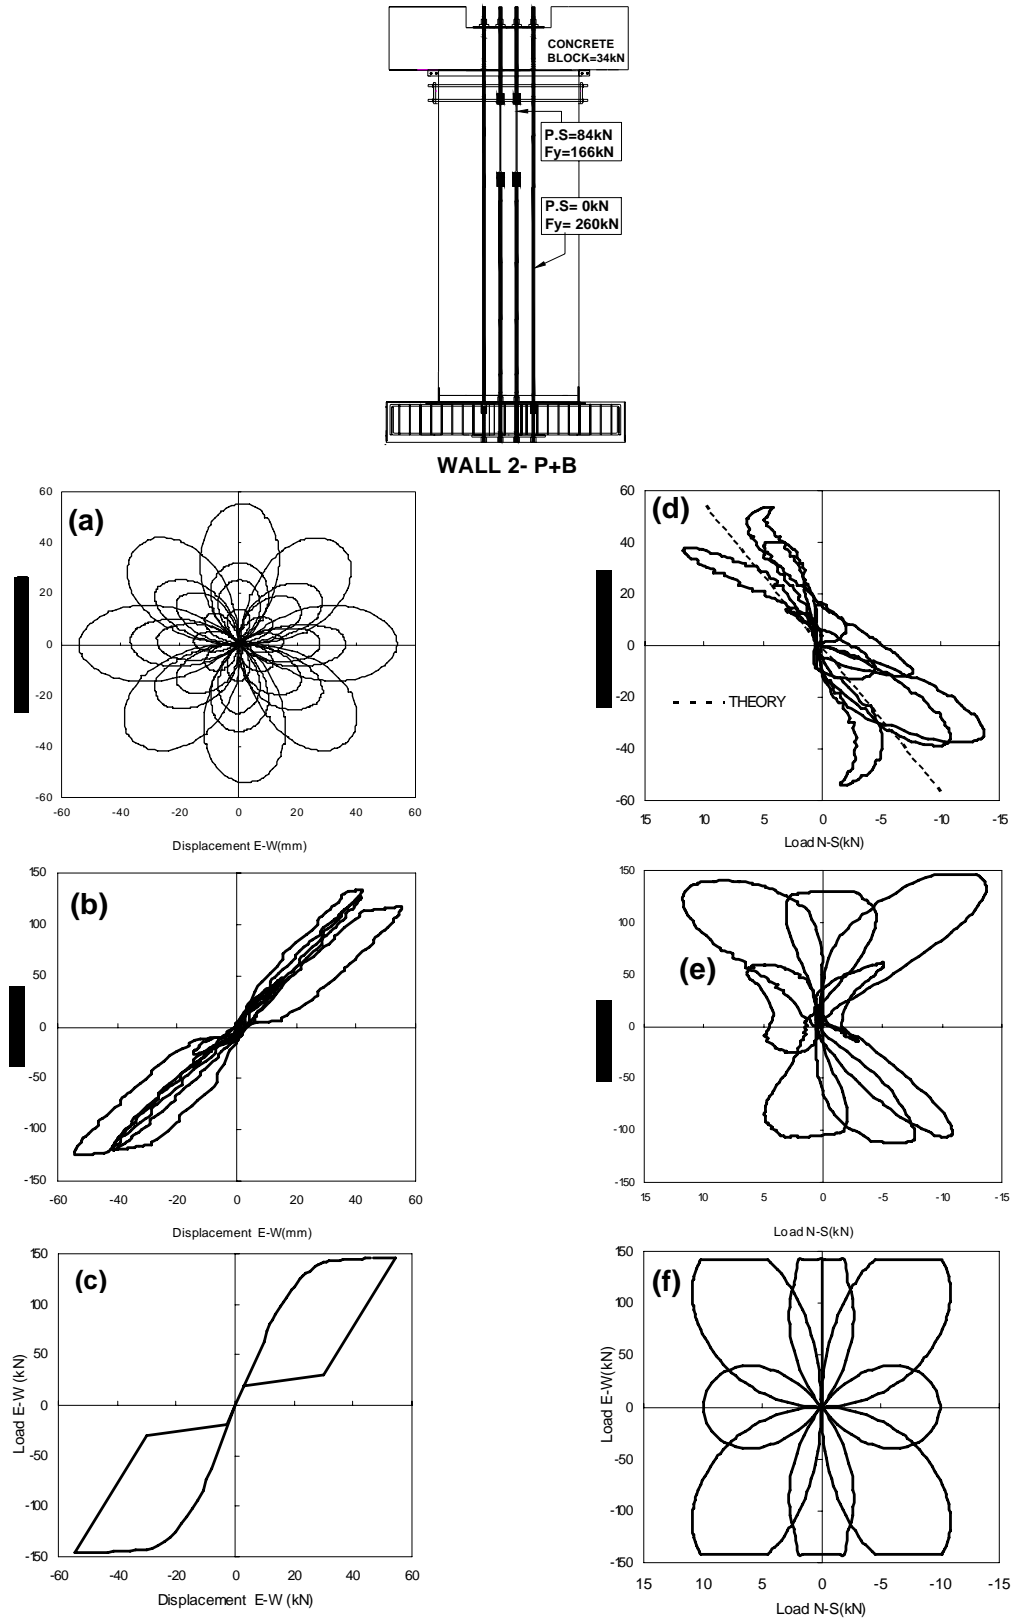 CONCRETE
BLOCK=34kN
P.S=84kN
Fy=166kN
P.S= 0kN
Fy= 260kN
WALL 2- P+B
(a)
60
40
20
0
-20
-40
-60
-60 -40 -20 0 20 40 60
Displacement E-W(mm)
(d)
60
40
20
0
-20
-40
-60
THEORY
15 10 5 0 -5 -10 -15
Load N-S(kN)
(b)
150
100
50
0
-50
-100
-150
-60 -40 -20 0 20 40 60
Displacement E-W(mm)
(e)
150
100
50
0
-50
-100
-150
15 10 5 0 -5 -10 -15
Load N-S(kN)
(c)
150
100
50
0
-50
-100
-150
Load E-W (kN)
-60 -40 -20 0 20 40 60
Displacement E-W (kN)
(f)
150
100
50
0
-50
-100
-150
Load E-W(kN)
15 10 5 0 -5 -10 -15
Load N-S(kN)